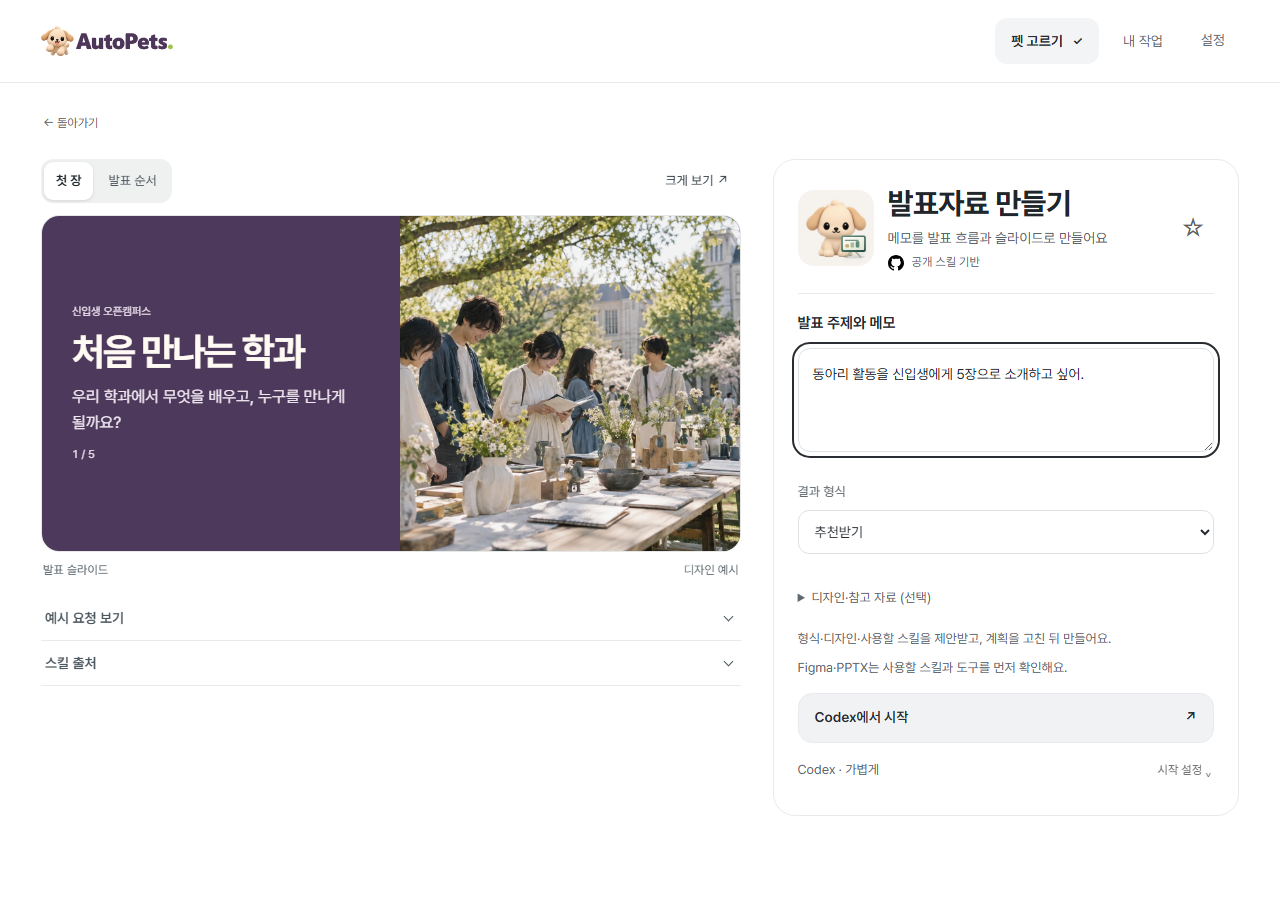 AutoPets.
펫 고르기 ✓
내 작업
설정
← 돌아가기
첫 장
발표 순서
크게 보기 ↗
신입생 오픈캠퍼스
처음 만나는 학과
우리 학과에서 무엇을 배우고, 누구를 만나게
될까요?
1 / 5
발표 슬라이드
디자인 예시
예시 요청 보기
스킬 출처
발표자료 만들기
메모를 발표 흐름과 슬라이드로 만들어요
공개 스킬 기반
발표 주제와 메모
동아리 활동을 신입생에게 5장으로 소개하고 싶어.
결과 형식
추천받기
▶ 디자인·참고 자료 (선택)
형식·디자인·사용할 스킬을 제안받고, 계획을 고친 뒤 만들어요.
Figma·PPTX는 사용할 스킬과 도구를 먼저 확인해요.
Codex에서 시작 ↗
Codex · 가볍게
시작 설정